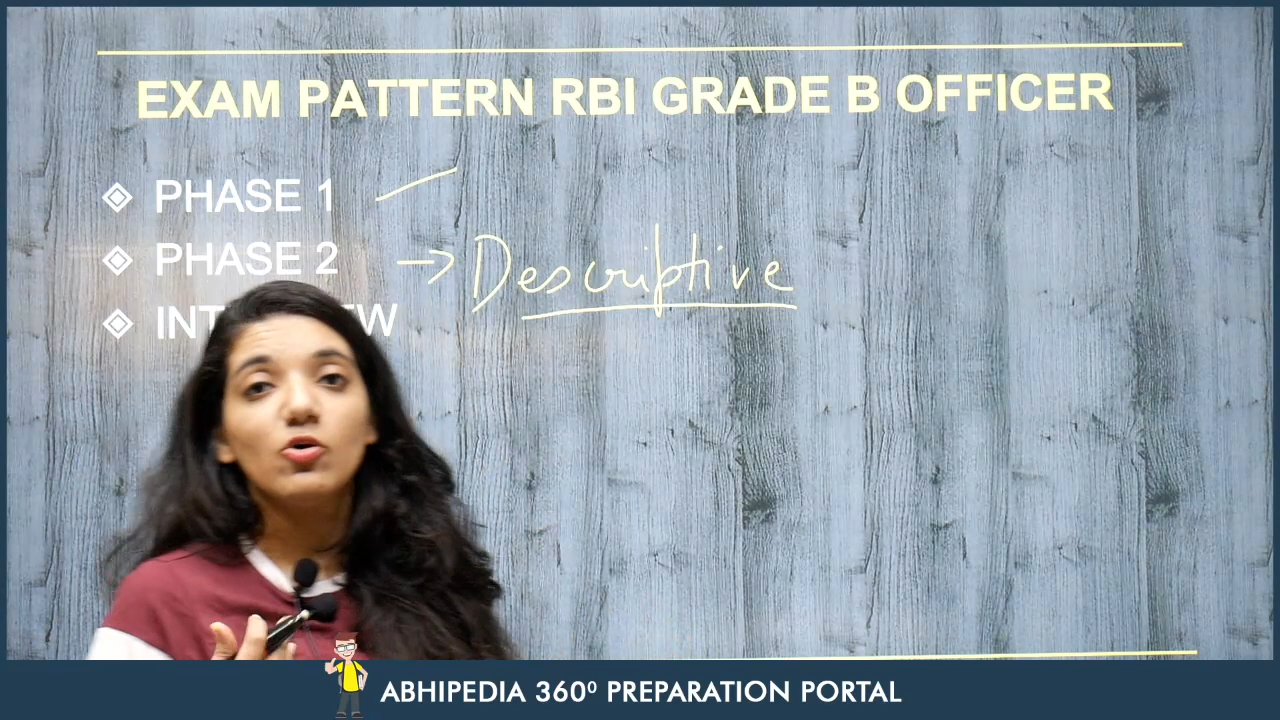 EXAM PATTERN RBI GRADE B OFFICER
PHASE 1
PHASE 2 → Descriptive
ABHIPEDIA 360⁰ PREPARATION PORTAL